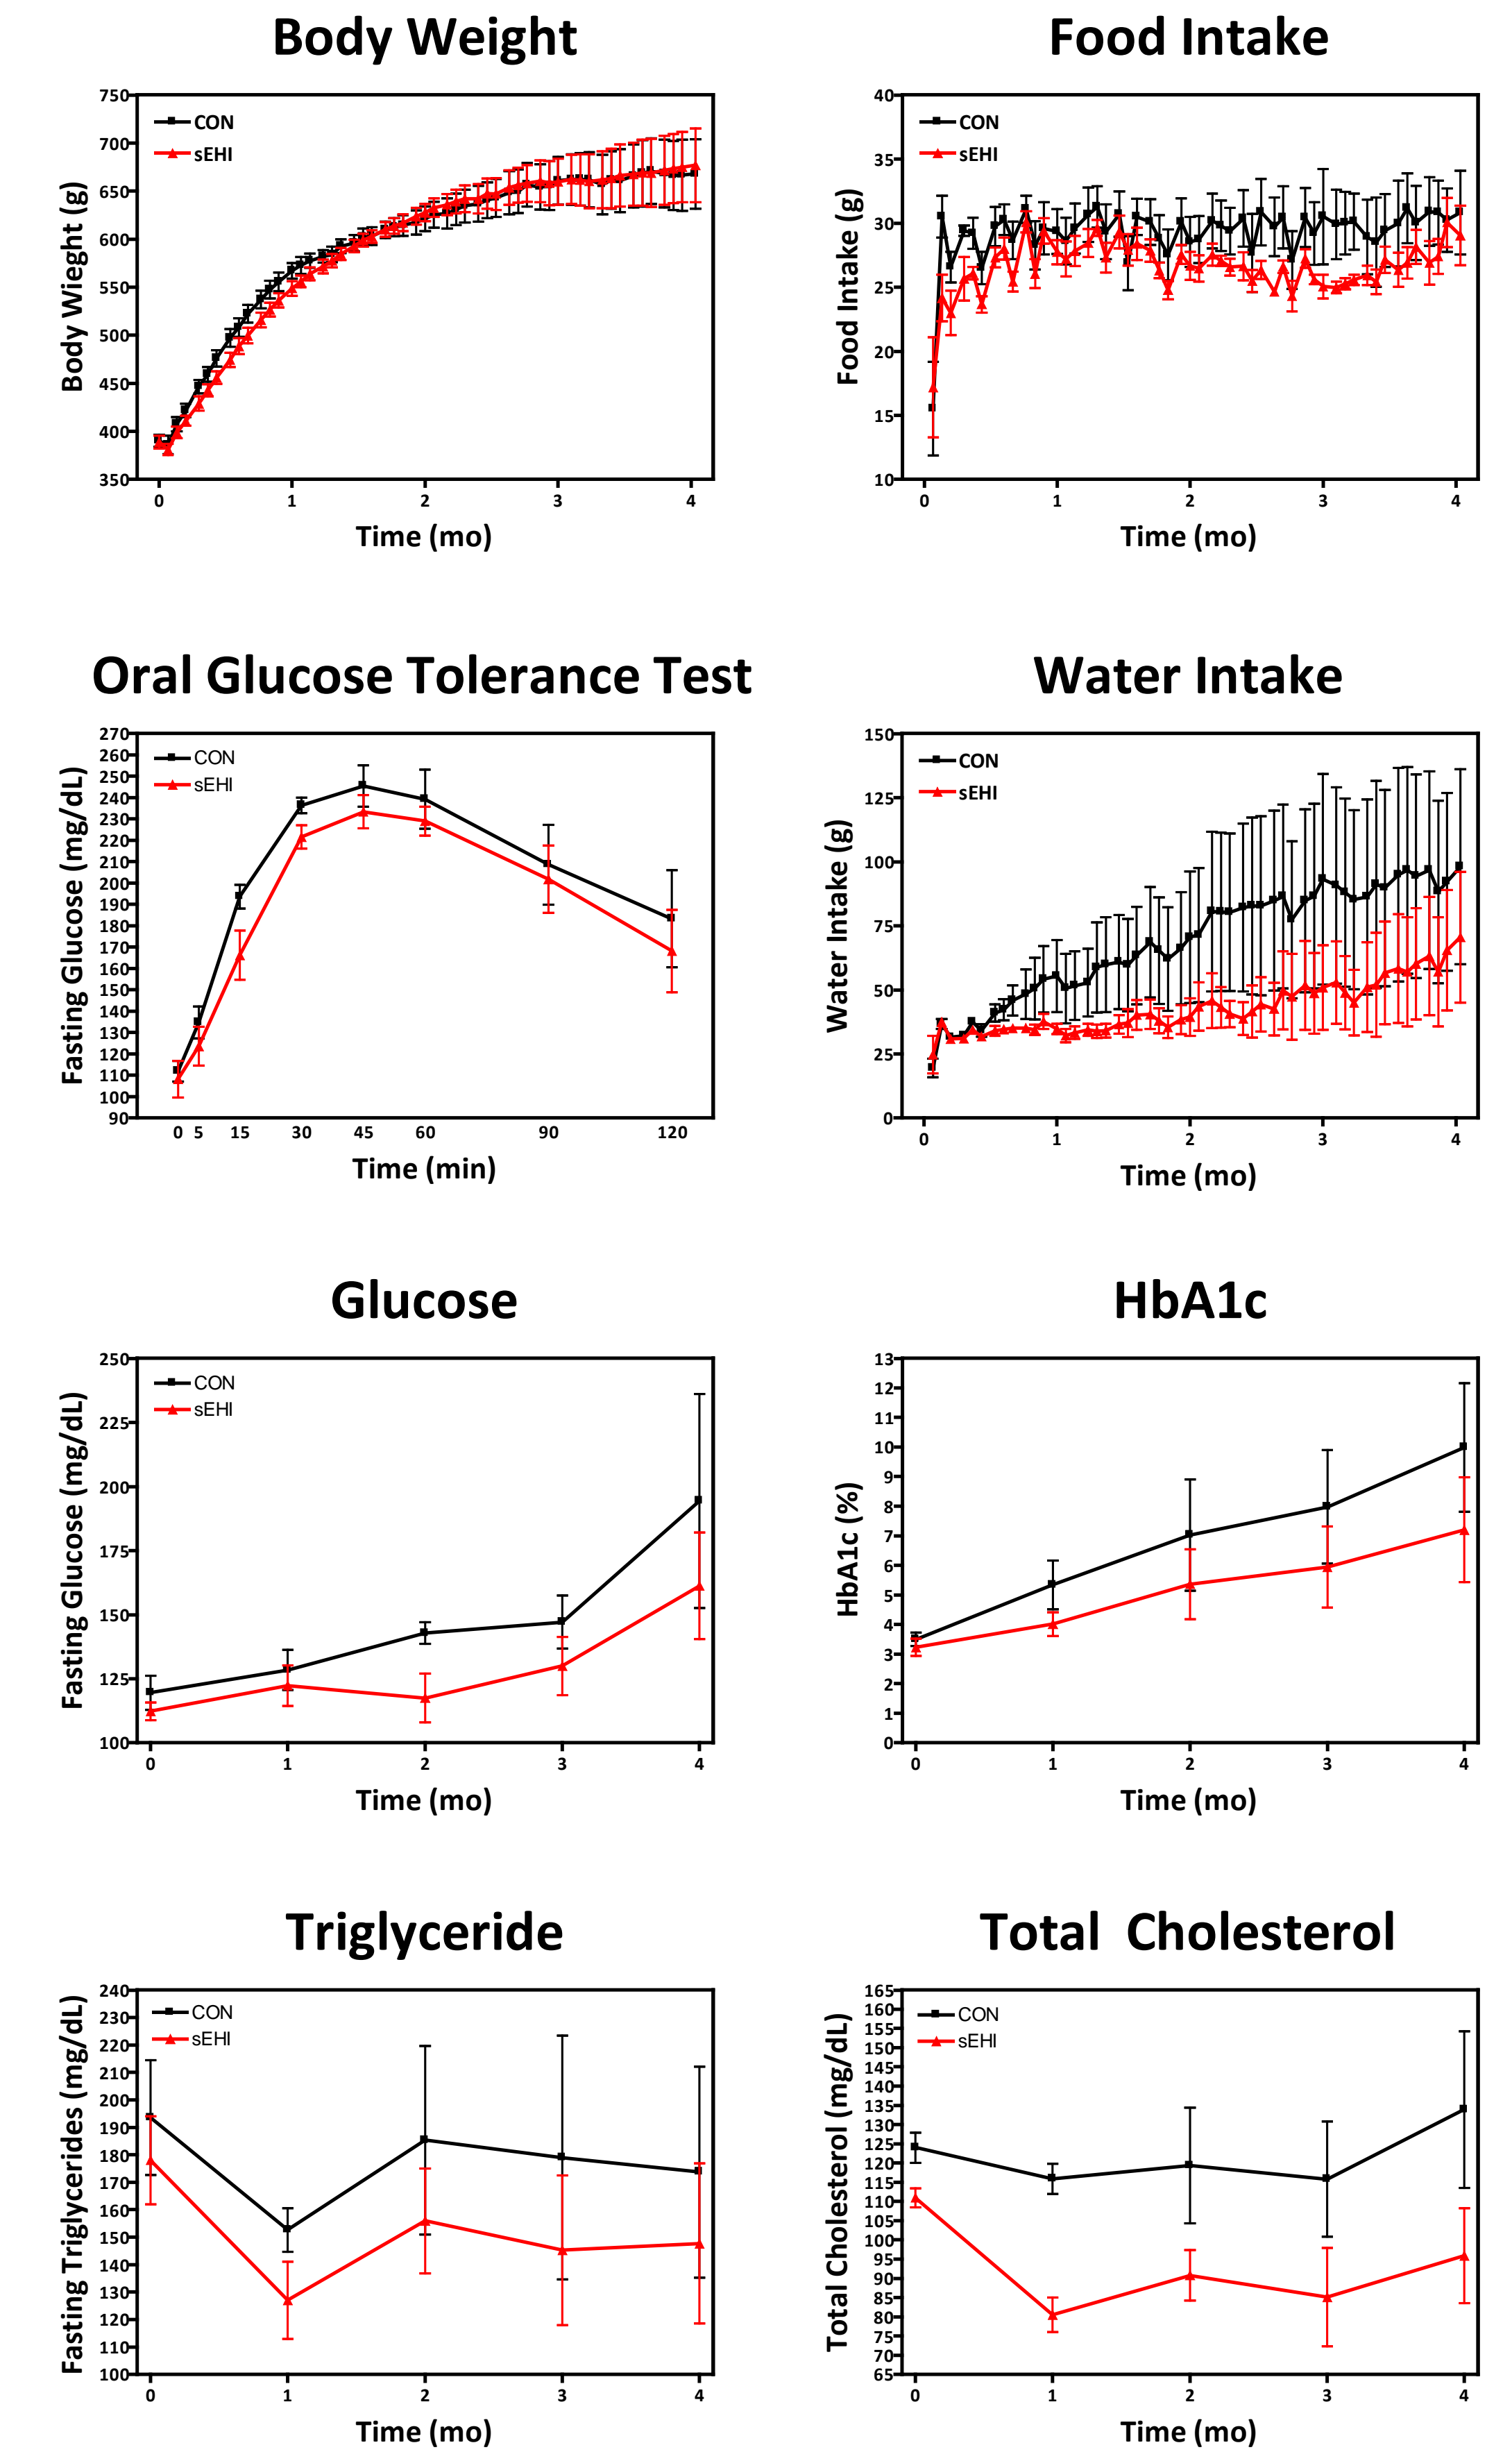 Body Weight
Food Intake
750
700
650
600
550
500
450
400
350
CON
sEHI
Body Wieght (g)
0 1 2 3 4
Time (mo)
40
35
30
25
20
15
10
CON
sEHI
Food Intake (g)
0 1 2 3 4
Time (mo)
Oral Glucose Tolerance Test
Water Intake
270
260
250
240
230
220
210
200
190
180
170
160
150
140
130
120
110
100
90
CON
sEHI
Fasting Glucose (mg/dL)
0 5 15 30 45 60 90 120
Time (min)
150
125
100
75
50
25
0
CON
sEHI
Water Intake (g)
0 1 2 3 4
Time (mo)
Glucose
HbA1c
250
225
200
175
150
125
100
CON
sEHI
Fasting Glucose (mg/dL)
0 1 2 3 4
Time (mo)
13
12
11
10
9
8
7
6
5
4
3
2
1
0
HbA1c (%)
0 1 2 3 4
Time (mo)
Triglyceride
Total Cholesterol
240
230
220
210
200
190
180
170
160
150
140
130
120
110
100
CON
sEHI
Fasting Triglycerides (mg/dL)
0 1 2 3 4
Time (mo)
165
160
155
150
145
140
135
130
125
120
115
110
105
100
95
90
85
80
75
70
65
CON
sEHI
Total Cholesterol (mg/dL)
0 1 2 3 4
Time (mo)